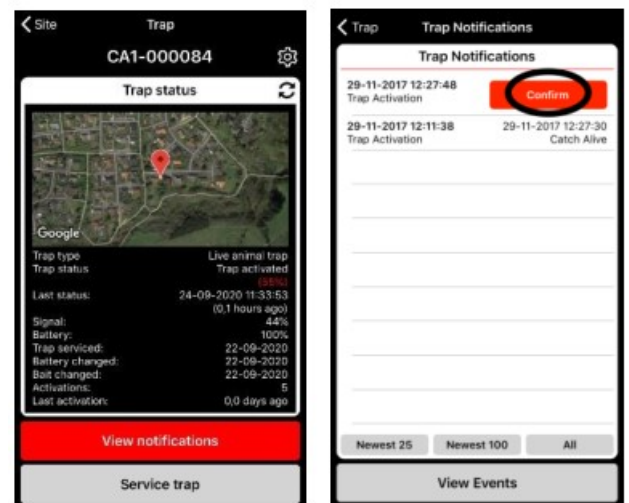 Site Trap
CA1-000084
Trap status
Google
Trap type Live animal trap
Trap status Trap activated
(55%)
Last status: 24-09-2020 11:33:53
(0,1 hours ago)
Signal: 44%
Battery: 100%
Trap serviced: 22-09-2020
Battery changed: 22-09-2020
Bait changed: 22-09-2020
Activations: 5
Last activation: 0,0 days ago
View notifications
Service trap
Trap Trap Notifications
Trap Notifications
29-11-2017 12:27:48
Trap Activation
Confirm
29-11-2017 12:11:38 29-11-2017 12:27:30
Trap Activation Catch Alive
Newest 25 Newest 100 All
View Events